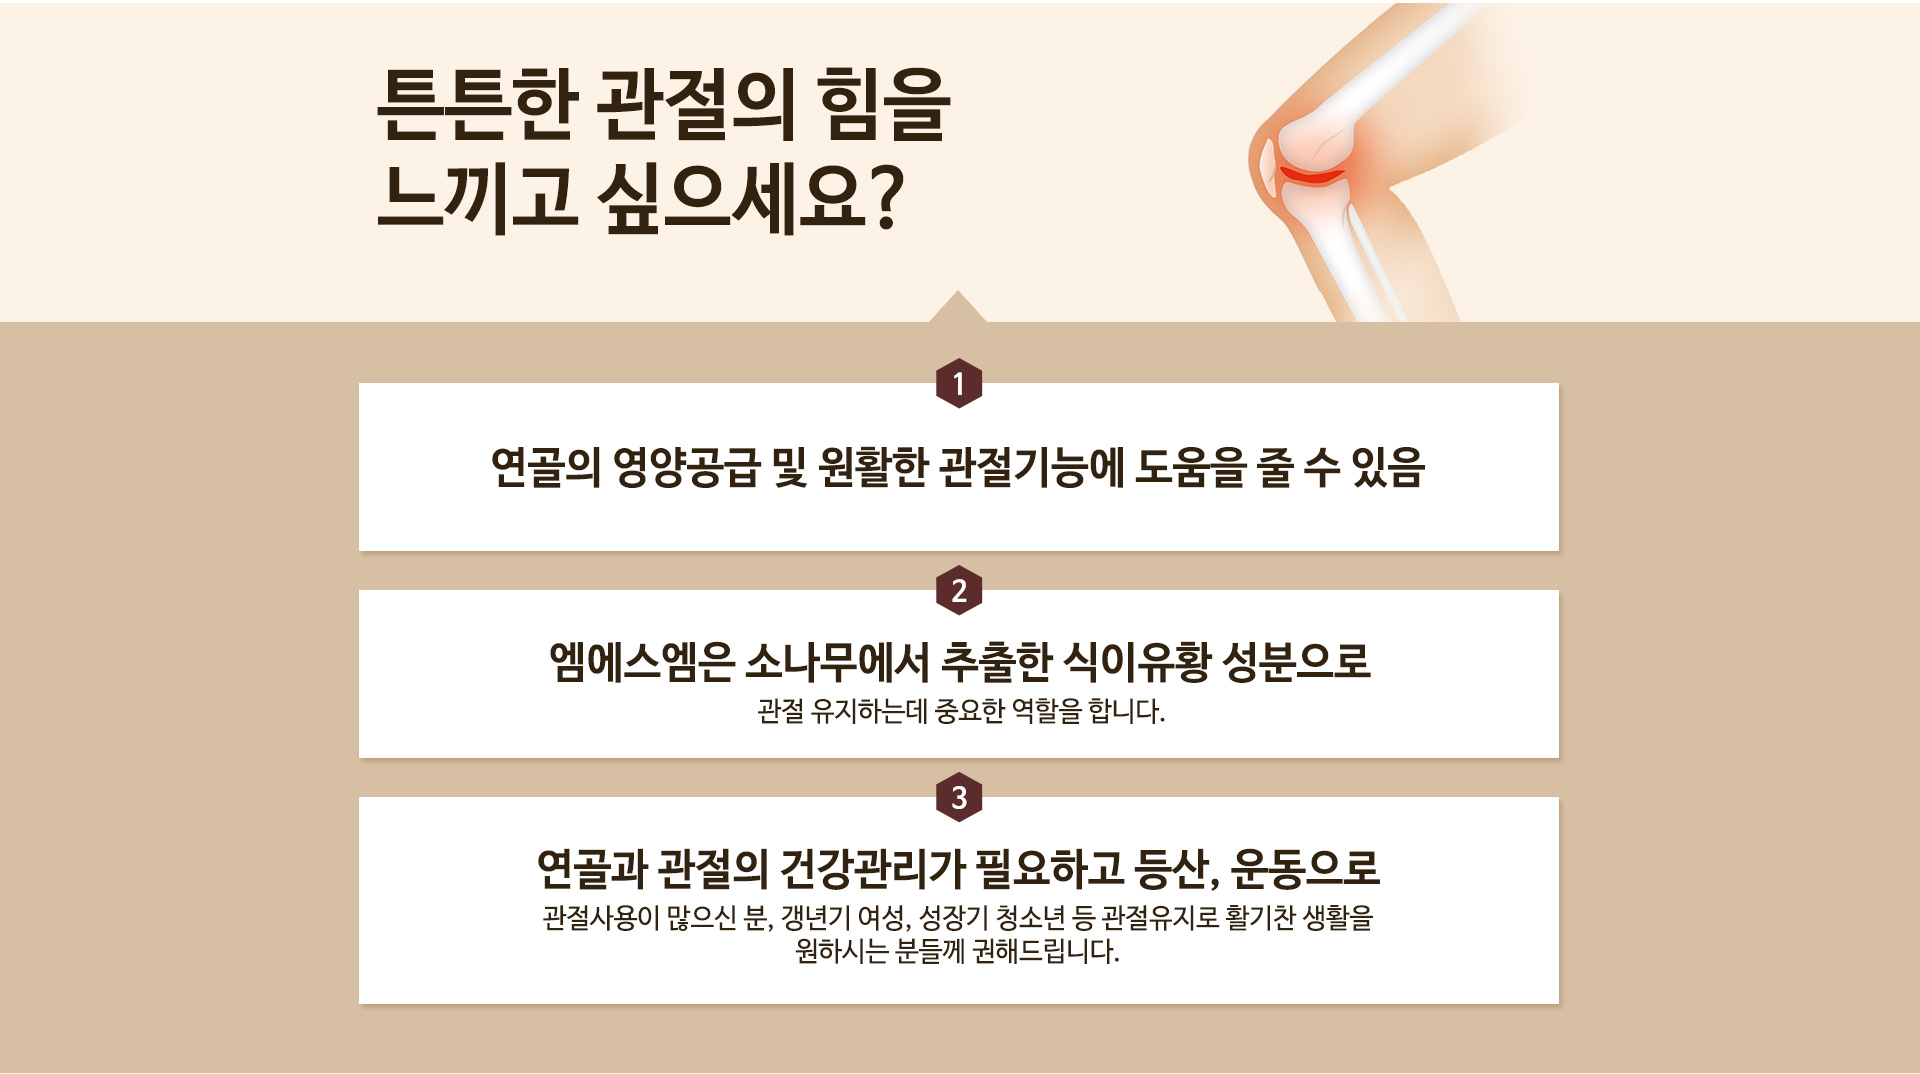 튼튼한 관절의 힘을
느끼고 싶으세요?
1
연골의 영양공급 및 원활한 관절기능에 도움을 줄 수 있음
2
엠에스엠은 소나무에서 추출한 식이유황 성분으로
관절 유지하는데 중요한 역할을 합니다.
3
연골과 관절의 건강관리가 필요하고 등산, 운동으로
관절사용이 많으신 분, 갱년기 여성, 성장기 청소년 등 관절유지로 활기찬 생활을
원하시는 분들께 권해드립니다.